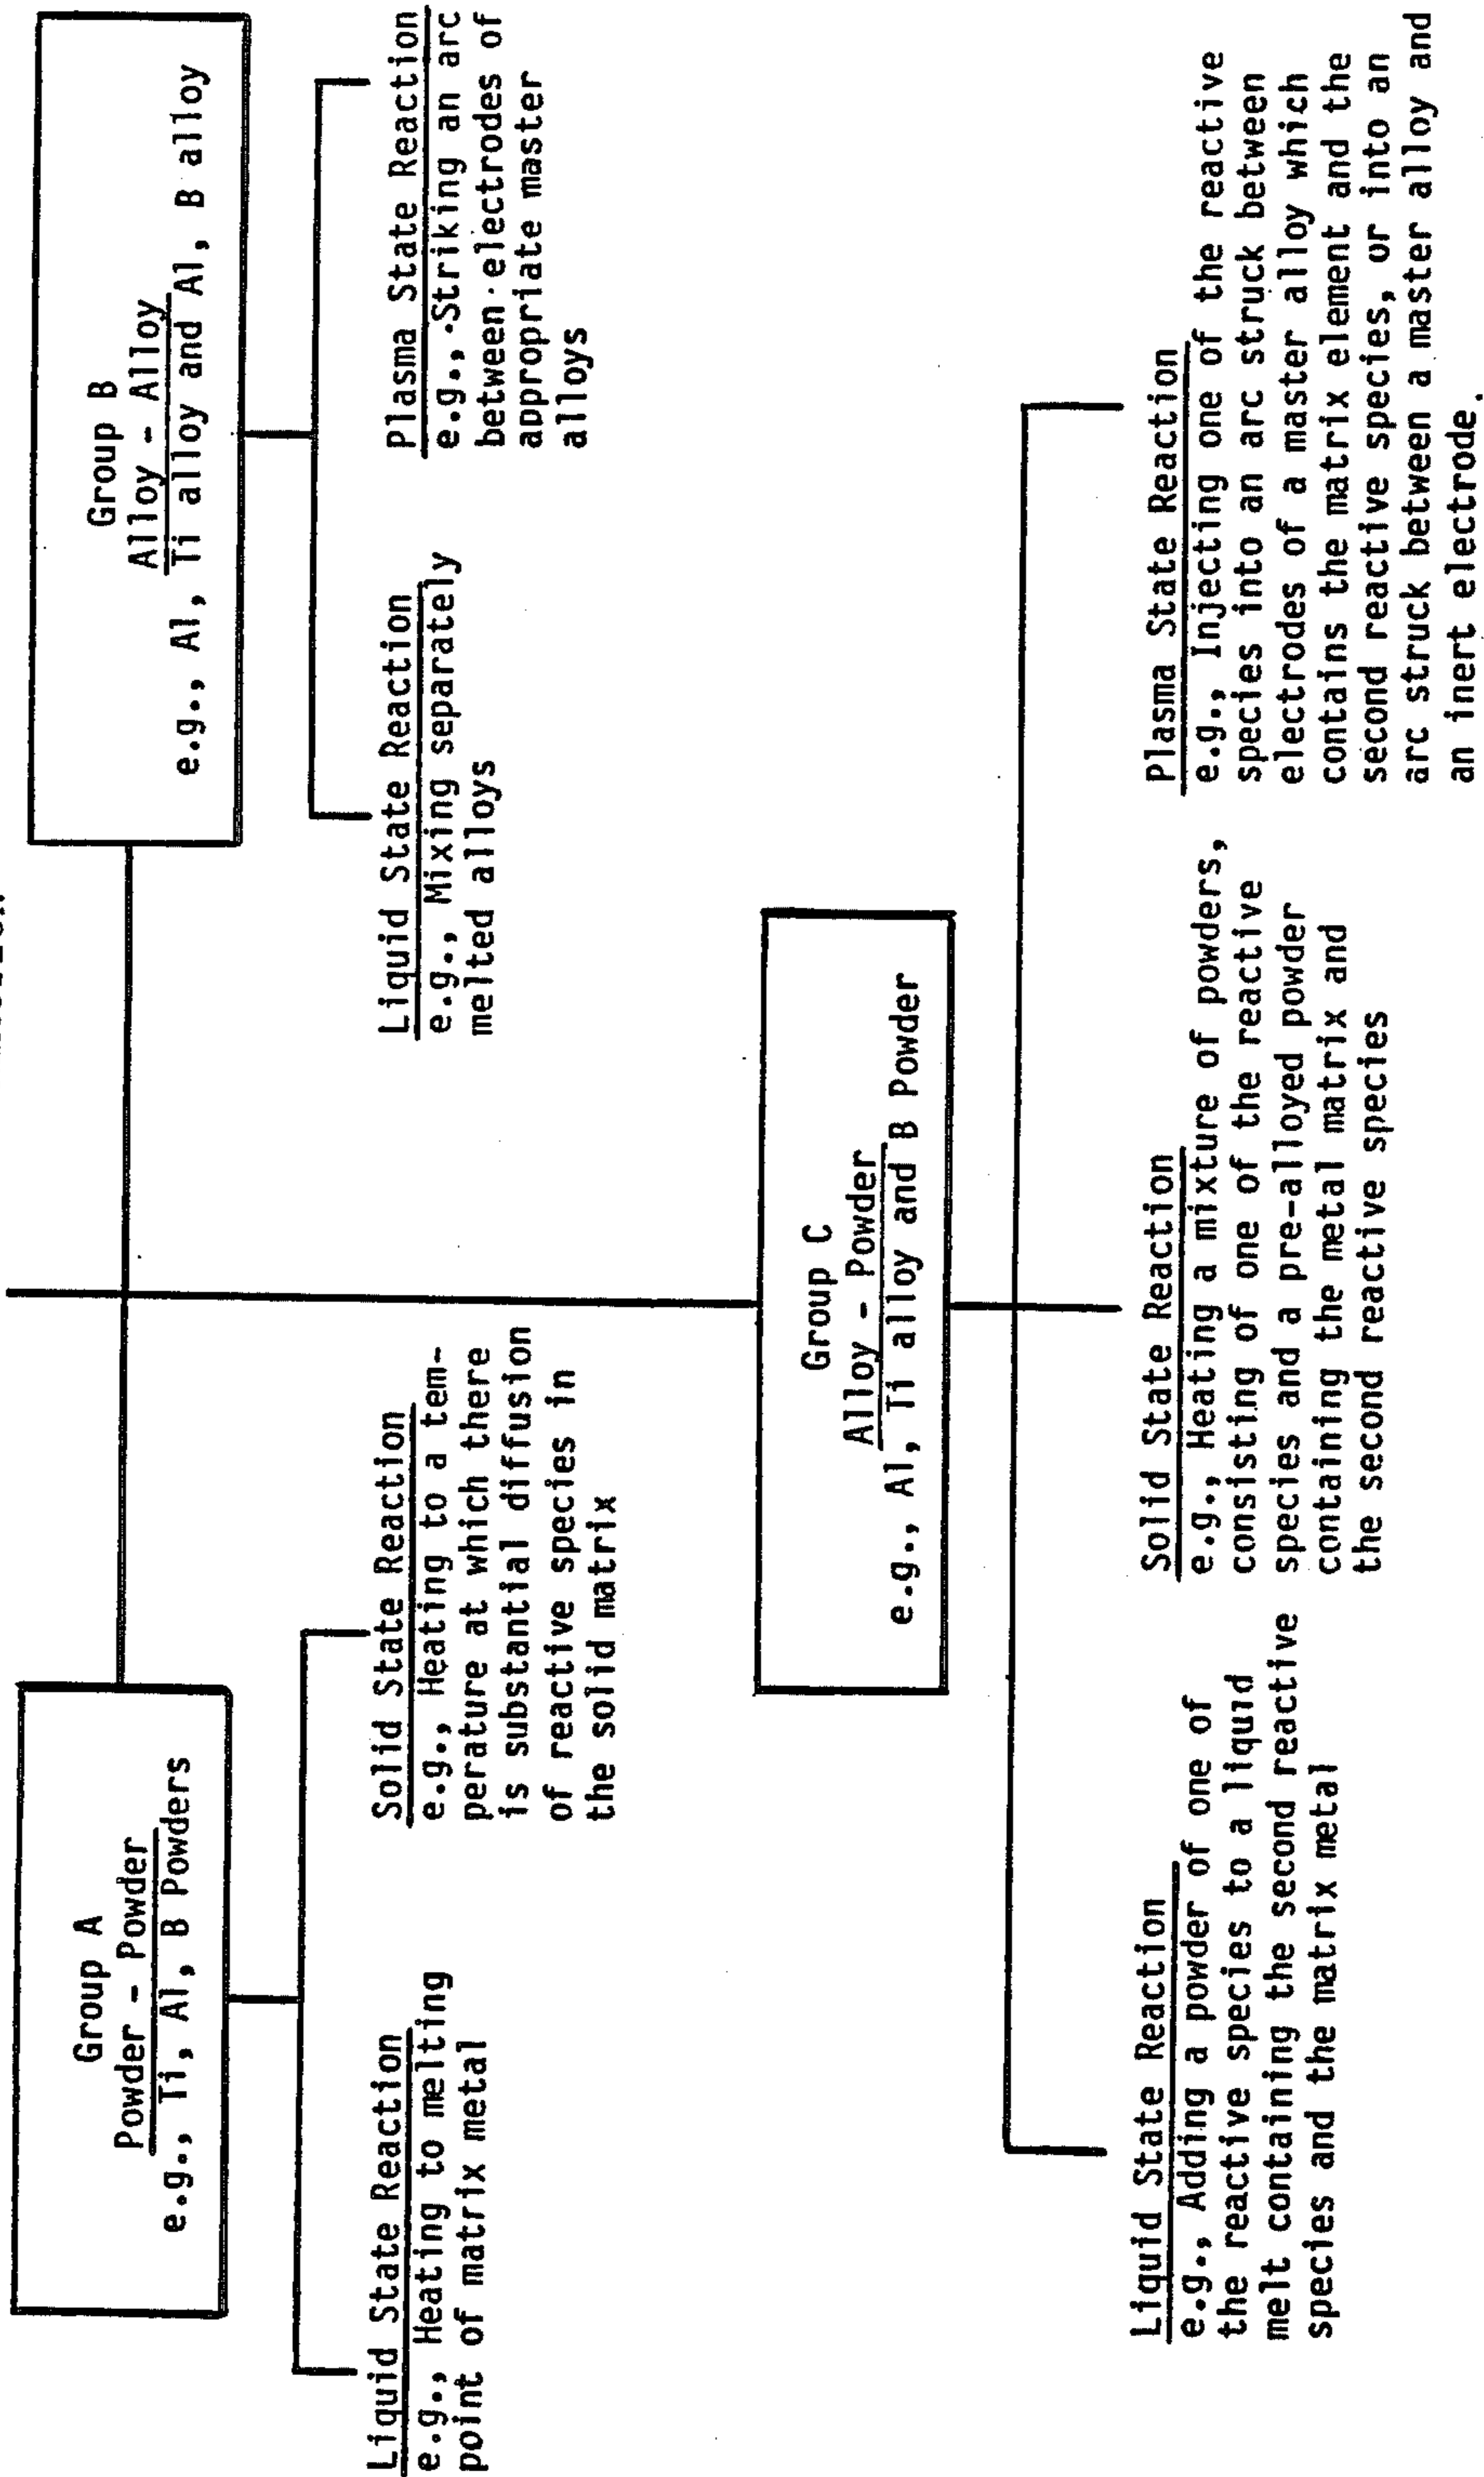 Group A
Powder - Powder
e.g., Ti, Al, B Powders
Liquid State Reaction
e.g., Heating to melting
point of matrix metal
Solid State Reaction
e.g., Heating to a tem-
perature at which there
is substantial diffusion
of reactive species in
the solid matrix
Group B
Alloy - Alloy
e.g., Al, Ti alloy and Al, B alloy
Liquid State Reaction
e.g., Mixing separately
melted alloys
Plasma State Reaction
e.g., Striking an arc
between electrodes of
appropriate master
alloys
Group C
Alloy - Powder
e.g., Al, Ti alloy and B Powder
Liquid State Reaction
e.g., Adding a powder of one of
the reactive species to a liquid
melt containing the second reactive
species and the matrix metal
Solid State Reaction
e.g., Heating a mixture of powders,
consisting of one of the reactive
species and a pre-alloyed powder
containing the metal matrix and
the second reactive species
Plasma State Reaction
e.g., Injecting one of the reactive
species into an arc struck between
electrodes of a master alloy which
contains the matrix element and the
second reactive species, or into an
arc struck between a master alloy and
an inert electrode.